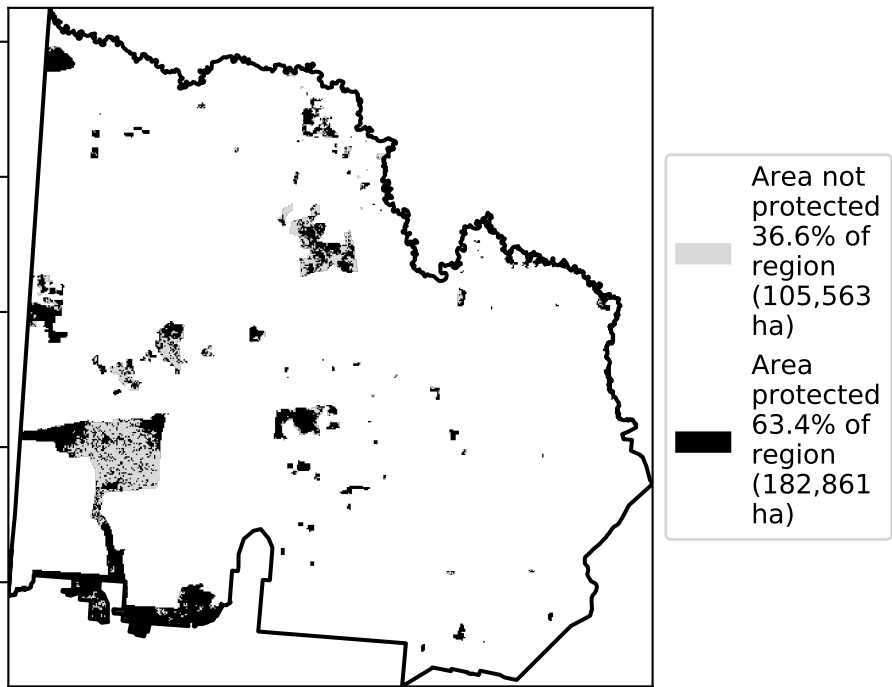 Area not
protected
36.6% of
region
(105,563
ha)
Area
protected
63.4% of
region
(182,861
ha)